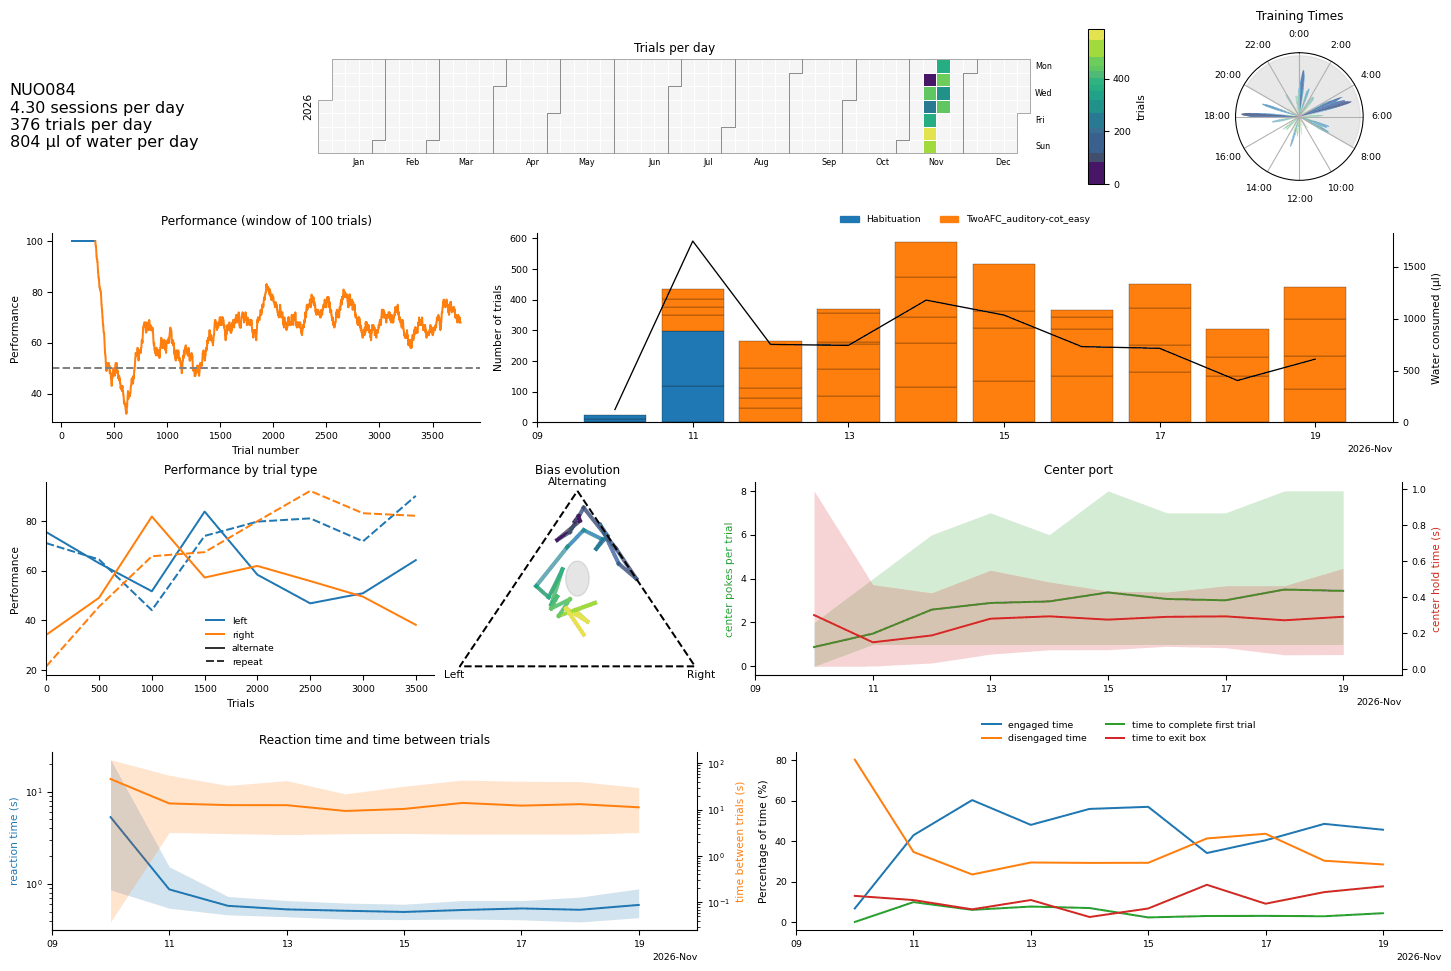 NUO084
4.30 sessions per day
376 trials per day
804 µl of water per day
Trials per day
2026
Mon
Wed
Fri
Sun
Jan Feb Mar Apr May Jun Jul Aug Sep Oct Nov Dec
400
200
0
trials
Training Times
0:00
2:00
4:00
6:00
8:00
10:00
12:00
14:00
16:00
18:00
20:00
22:00
Performance (window of 100 trials)
Performance
100
80
60
40
0 500 1000 1500 2000 2500 3000 3500
Trial number
Habituation TwoAFC_auditory-cot_easy
Number of trials
600
500
400
300
200
100
0
09 11 13 15 17 19
2026-Nov
1500
1000
500
0
Water consumed (µl)
Performance by trial type
Performance
80
60
40
20
0 500 1000 1500 2000 2500 3000 3500
Trials
left
right
alternate
repeat
Bias evolution
Alternating
Left
Right
Center port
center pokes per trial
8
6
4
2
0
09 11 13 15 17 19
2026-Nov
1.0
0.8
0.6
0.4
0.2
0.0
center hold time (s)
Reaction time and time between trials
reaction time (s)
10¹
10⁰
09 11 13 15 17 19
2026-Nov
10²
10¹
10⁰
10⁻¹
time between trials (s)
engaged time
disengaged time
time to complete first trial
time to exit box
Percentage of time (%)
80
60
40
20
0
09 11 13 15 17 19
2026-Nov